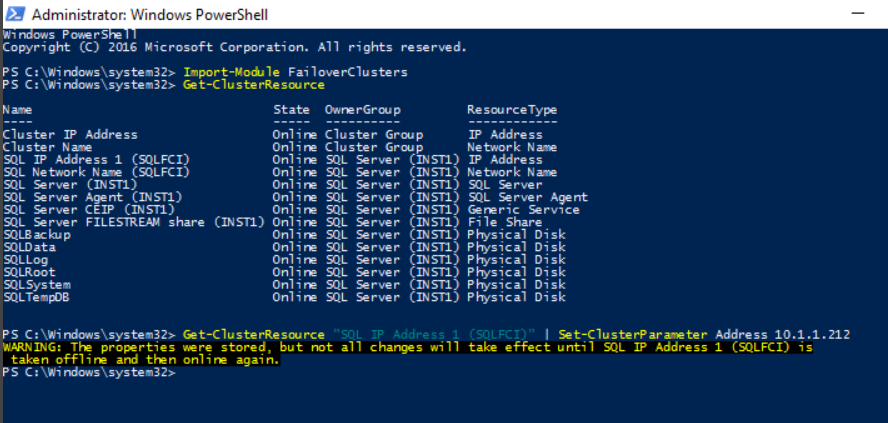 Administrator: Windows PowerShell
Windows PowerShell
Copyright (C) 2016 Microsoft Corporation. All rights reserved.
PS C:\Windows\system32> Import-Module FailoverClusters
PS C:\Windows\system32> Get-ClusterResource
Name State OwnerGroup ResourceType
---- ----- ---------- ------------
Cluster IP Address Online Cluster Group IP Address
Cluster Name Online Cluster Group Network Name
SQL IP Address 1 (SQLFCI) Online SQL Server (INST1) IP Address
SQL Network Name (SQLFCI) Online SQL Server (INST1) Network Name
SQL Server (INST1) Online SQL Server (INST1) SQL Server
SQL Server Agent (INST1) Online SQL Server (INST1) SQL Server Agent
SQL Server CEIP (INST1) Online SQL Server (INST1) Generic Service
SQL Server FILESTREAM share (INST1) Online SQL Server (INST1) File Share
SQLBackup Online SQL Server (INST1) Physical Disk
SQLData Online SQL Server (INST1) Physical Disk
SQLLog Online SQL Server (INST1) Physical Disk
SQLRoot Online SQL Server (INST1) Physical Disk
SQLSystem Online SQL Server (INST1) Physical Disk
SQLTempDB Online SQL Server (INST1) Physical Disk
PS C:\Windows\system32> Get-ClusterResource "SQL IP Address 1 (SQLFCI)" | Set-ClusterParameter Address 10.1.1.212
WARNING: The properties were stored, but not all changes will take effect until SQL IP Address 1 (SQLFCI) is
taken offline and then online again.
PS C:\Windows\system32>